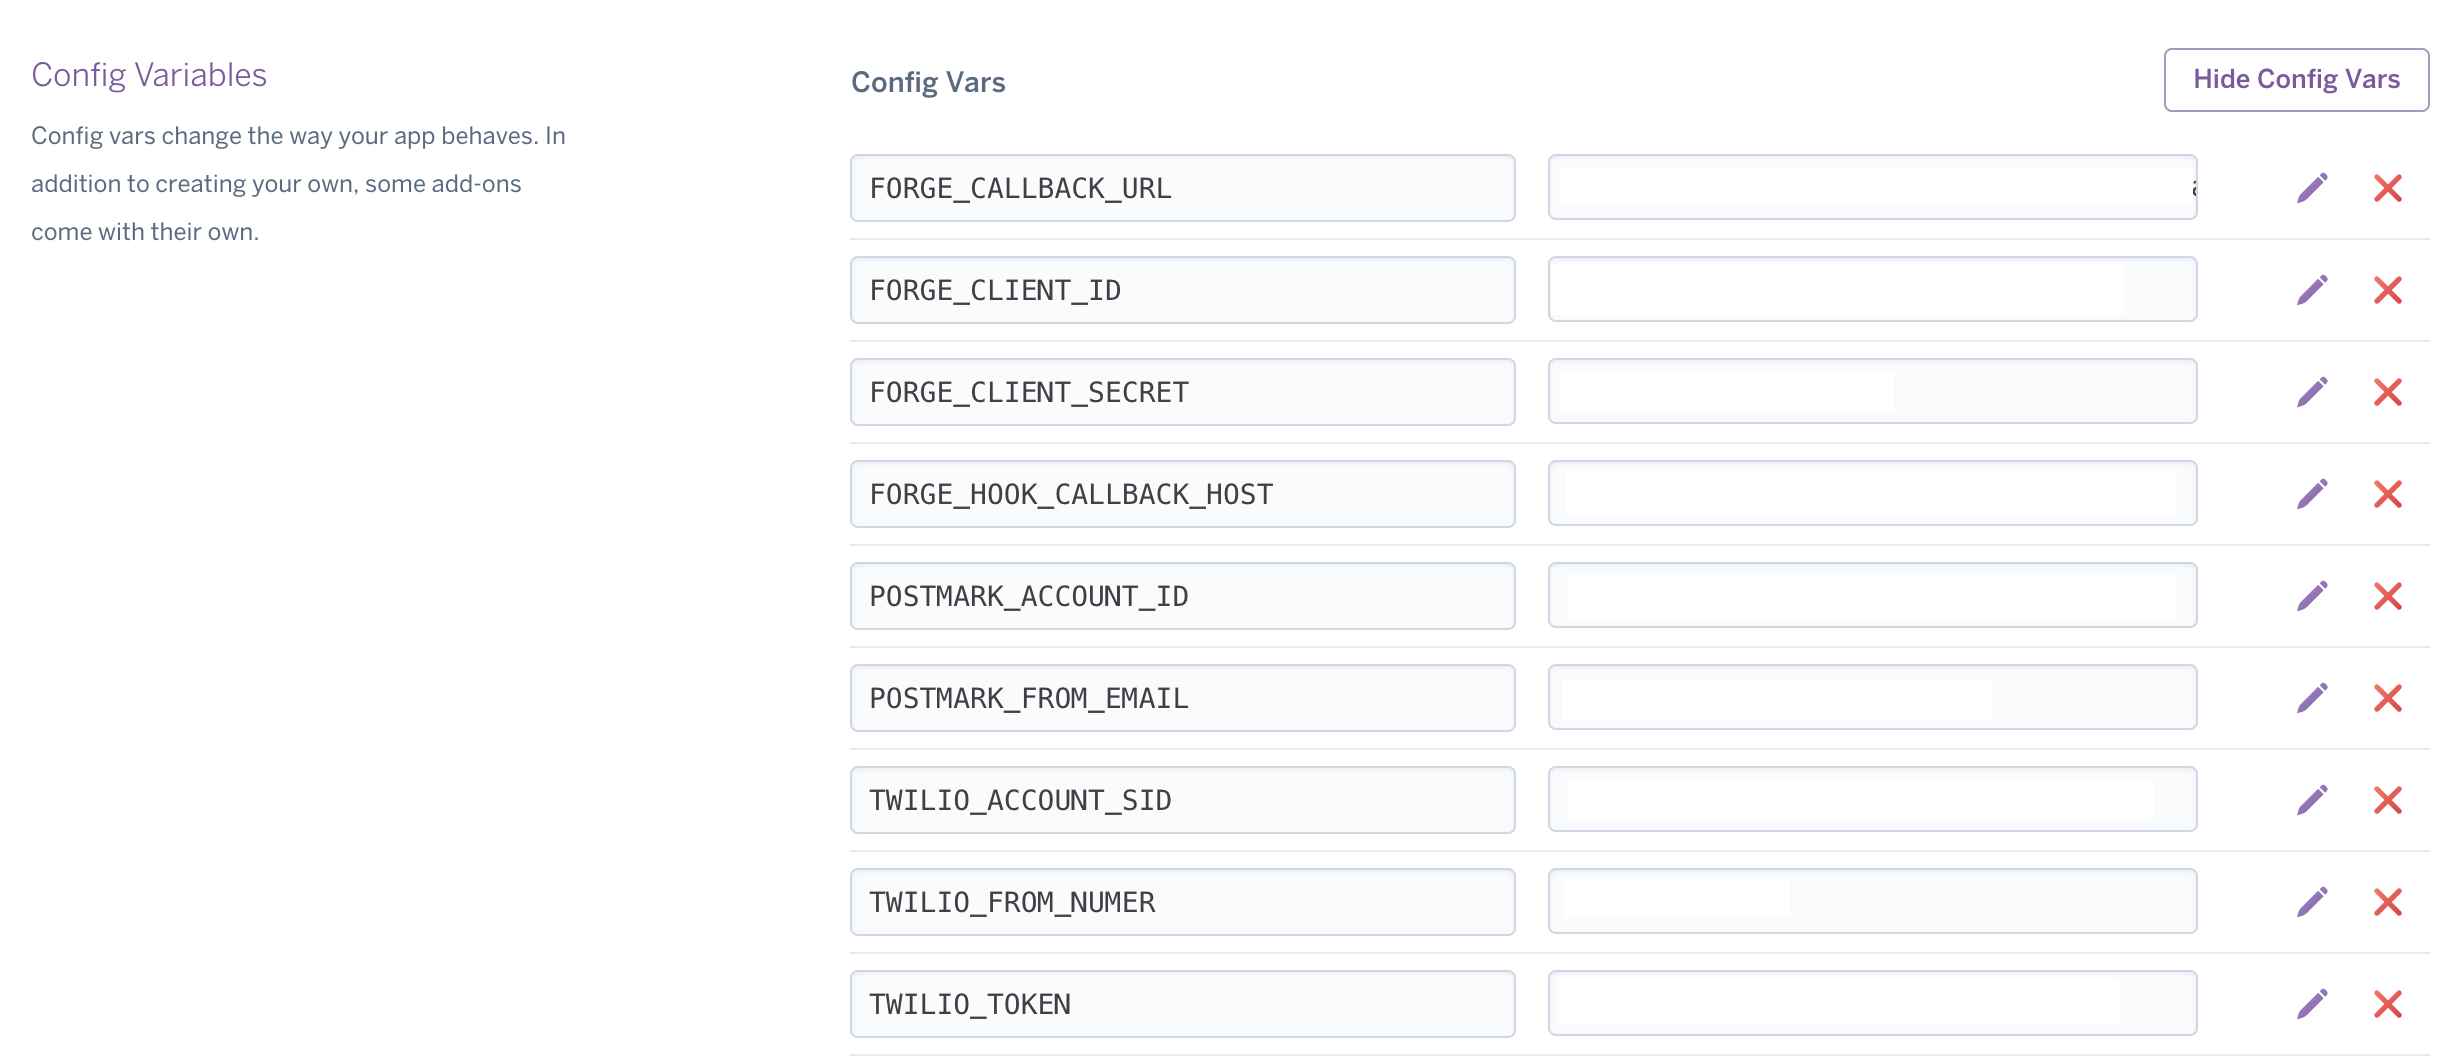 Config Variables
Config vars change the way your app behaves. In
addition to creating your own, some add-ons
come with their own.
Config Vars
Hide Config Vars
FORGE_CALLBACK_URL
FORGE_CLIENT_ID
FORGE_CLIENT_SECRET
FORGE_HOOK_CALLBACK_HOST
POSTMARK_ACCOUNT_ID
POSTMARK_FROM_EMAIL
TWILIO_ACCOUNT_SID
TWILIO_FROM_NUMER
TWILIO_TOKEN